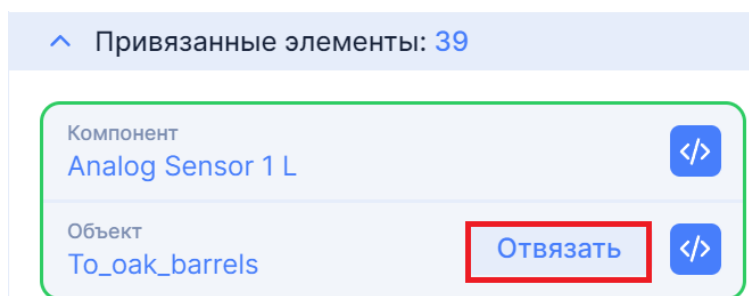 Привязанные элементы: 39
Компонент
Analog Sensor 1 L
</>
Объект
To_oak_barrels
Отвязать
</>